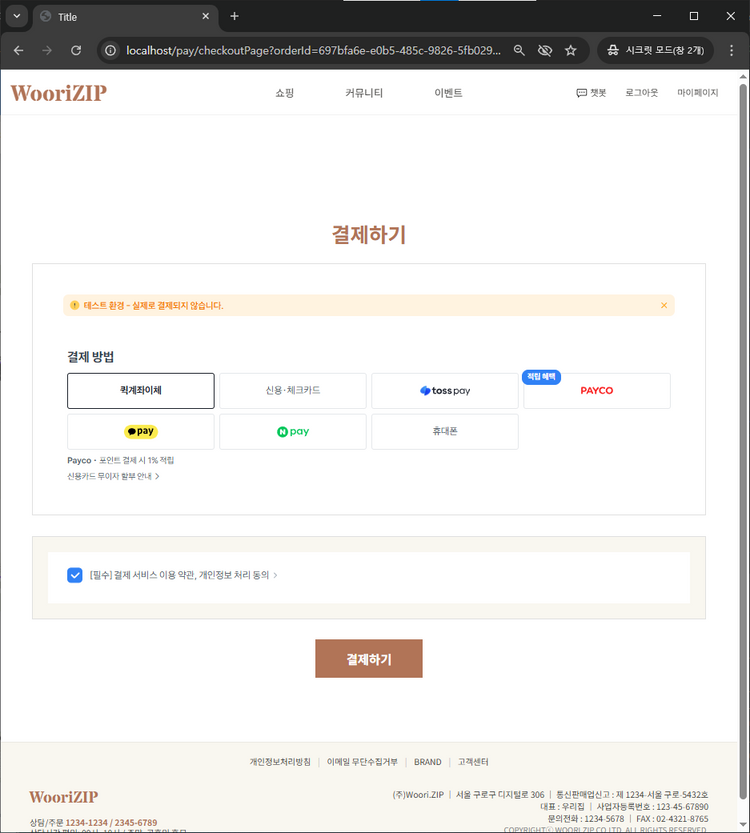 Title
localhost/pay/checkoutPage?orderId=697bfa6e-e0b5-485c-9826-5fb029... 시크릿 모드(창 2개)
WooriZIP 쇼핑 커뮤니티 이벤트 챗봇 로그아웃 마이페이지
결제하기
테스트 환경 - 실제로 결제되지 않습니다.
결제 방법
적립 혜택
퀵계좌이체 신용·체크카드 toss pay PAYCO
pay N pay 휴대폰
Payco · 포인트 결제 시 1% 적립
신용카드 무이자 할부 안내 >
[필수] 결제 서비스 이용 약관, 개인정보 처리 동의 >
결제하기
개인정보처리방침 | 이메일 무단수집거부 | BRAND | 고객센터
WooriZIP
(주)Woori.ZIP | 서울 구로구 디지털로 306 | 통신판매업신고 : 제 1234-서울 구로-5432호
대표 : 우리집 | 사업자등록번호 : 123-45-67890
문의전화 : 1234-5678 | FAX : 02-4321-8765
상담/주문 1234-1234 / 2345-6789
COPYRIGHTⓒ WOORI.ZIP CO.LTD. ALL RIGHTS RESERVED.